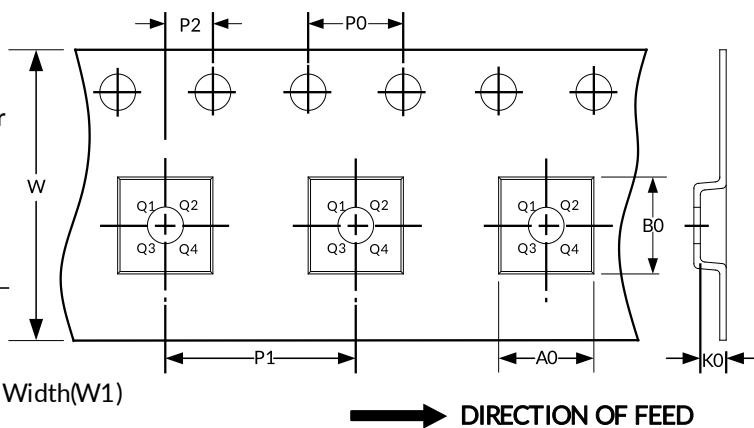 P2
P0
r
W
Q1 Q2
Q3 Q4
Q1 Q2
Q3 Q4
Q1 Q2
Q3 Q4
B0
P1
A0
K0
Width(W1)
DIRECTION OF FEED